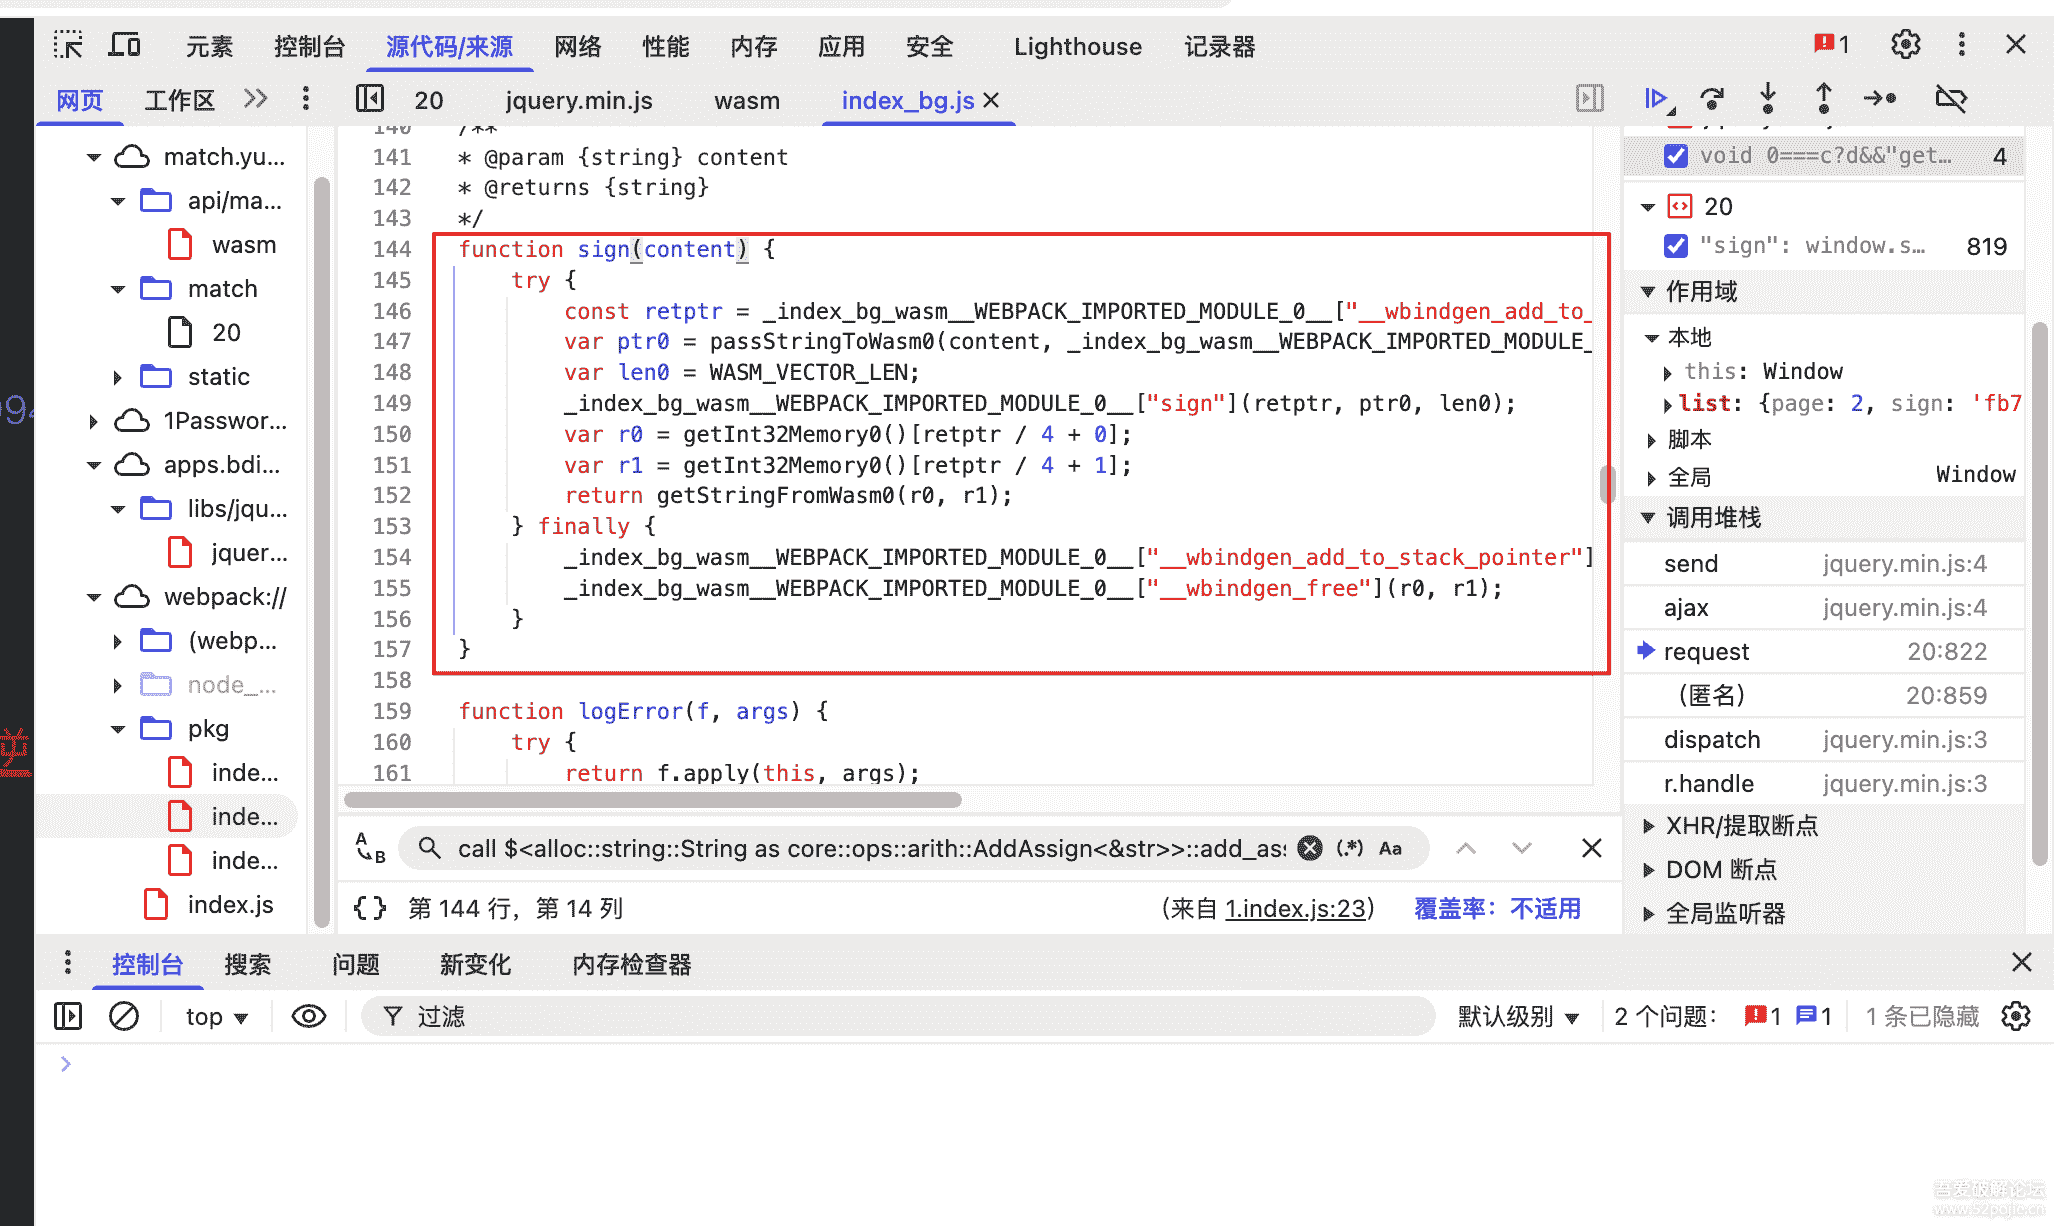 元素 控制台 源代码/来源 网络 性能 内存 应用 安全 Lighthouse 记录器 1
网页 工作区 20 jquery.min.js wasm index_bg.js
match.yu...
api/ma...
wasm
match
20
static
1Passwor...
apps.bdi...
libs/jqu...
jquer...
webpack://
(webp...
node_...
pkg
inde...
inde...
inde...
index.js
140 /**
141 * @param {string} content
142 * @returns {string}
143 */
144 function sign(content) {
145 try {
146 const retptr = _index_bg_wasm__WEBPACK_IMPORTED_MODULE_0__["__wbindgen_add_to_
147 var ptr0 = passStringToWasm0(content, _index_bg_wasm__WEBPACK_IMPORTED_MODULE_
148 var len0 = WASM_VECTOR_LEN;
149 _index_bg_wasm__WEBPACK_IMPORTED_MODULE_0__["sign"](retptr, ptr0, len0);
150 var r0 = getInt32Memory0()[retptr / 4 + 0];
151 var r1 = getInt32Memory0()[retptr / 4 + 1];
152 return getStringFromWasm0(r0, r1);
153 } finally {
154 _index_bg_wasm__WEBPACK_IMPORTED_MODULE_0__["__wbindgen_add_to_stack_pointer"]
155 _index_bg_wasm__WEBPACK_IMPORTED_MODULE_0__["__wbindgen_free"](r0, r1);
156 }
157 }
158
159 function logError(f, args) {
160 try {
161 return f.apply(this, args);
call $<alloc::string::String as core::ops::arith::AddAssign<&str>>::add_ass (.*) Aa
{} 第 144 行，第 14 列 (来自 1.index.js:23) 覆盖率：不适用
void 0===c?d&&"get... 4
20
"sign": window.s... 819
作用域
本地
this: Window
list: {page: 2, sign: 'fb7
脚本
全局 Window
调用堆栈
send jquery.min.js:4
ajax jquery.min.js:4
request 20:822
（匿名） 20:859
dispatch jquery.min.js:3
r.handle jquery.min.js:3
XHR/提取断点
DOM 断点
全局监听器
控制台 搜索 问题 新变化 内存检查器
top 过滤 默认级别 2 个问题： 1 1 1 条已隐藏
吾爱破解论坛
www.52pojie.cn